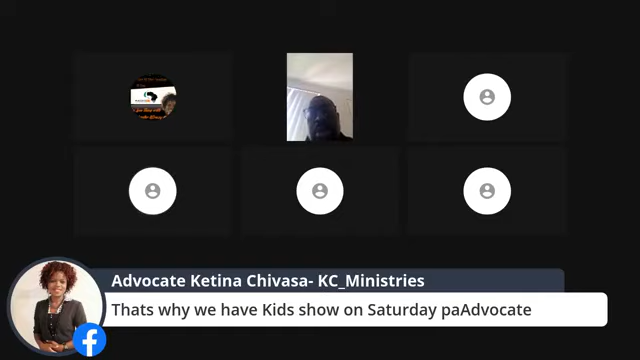 Advocate Ketina Chivasa- KC_Ministries
Thats why we have Kids show on Saturday paAdvocate